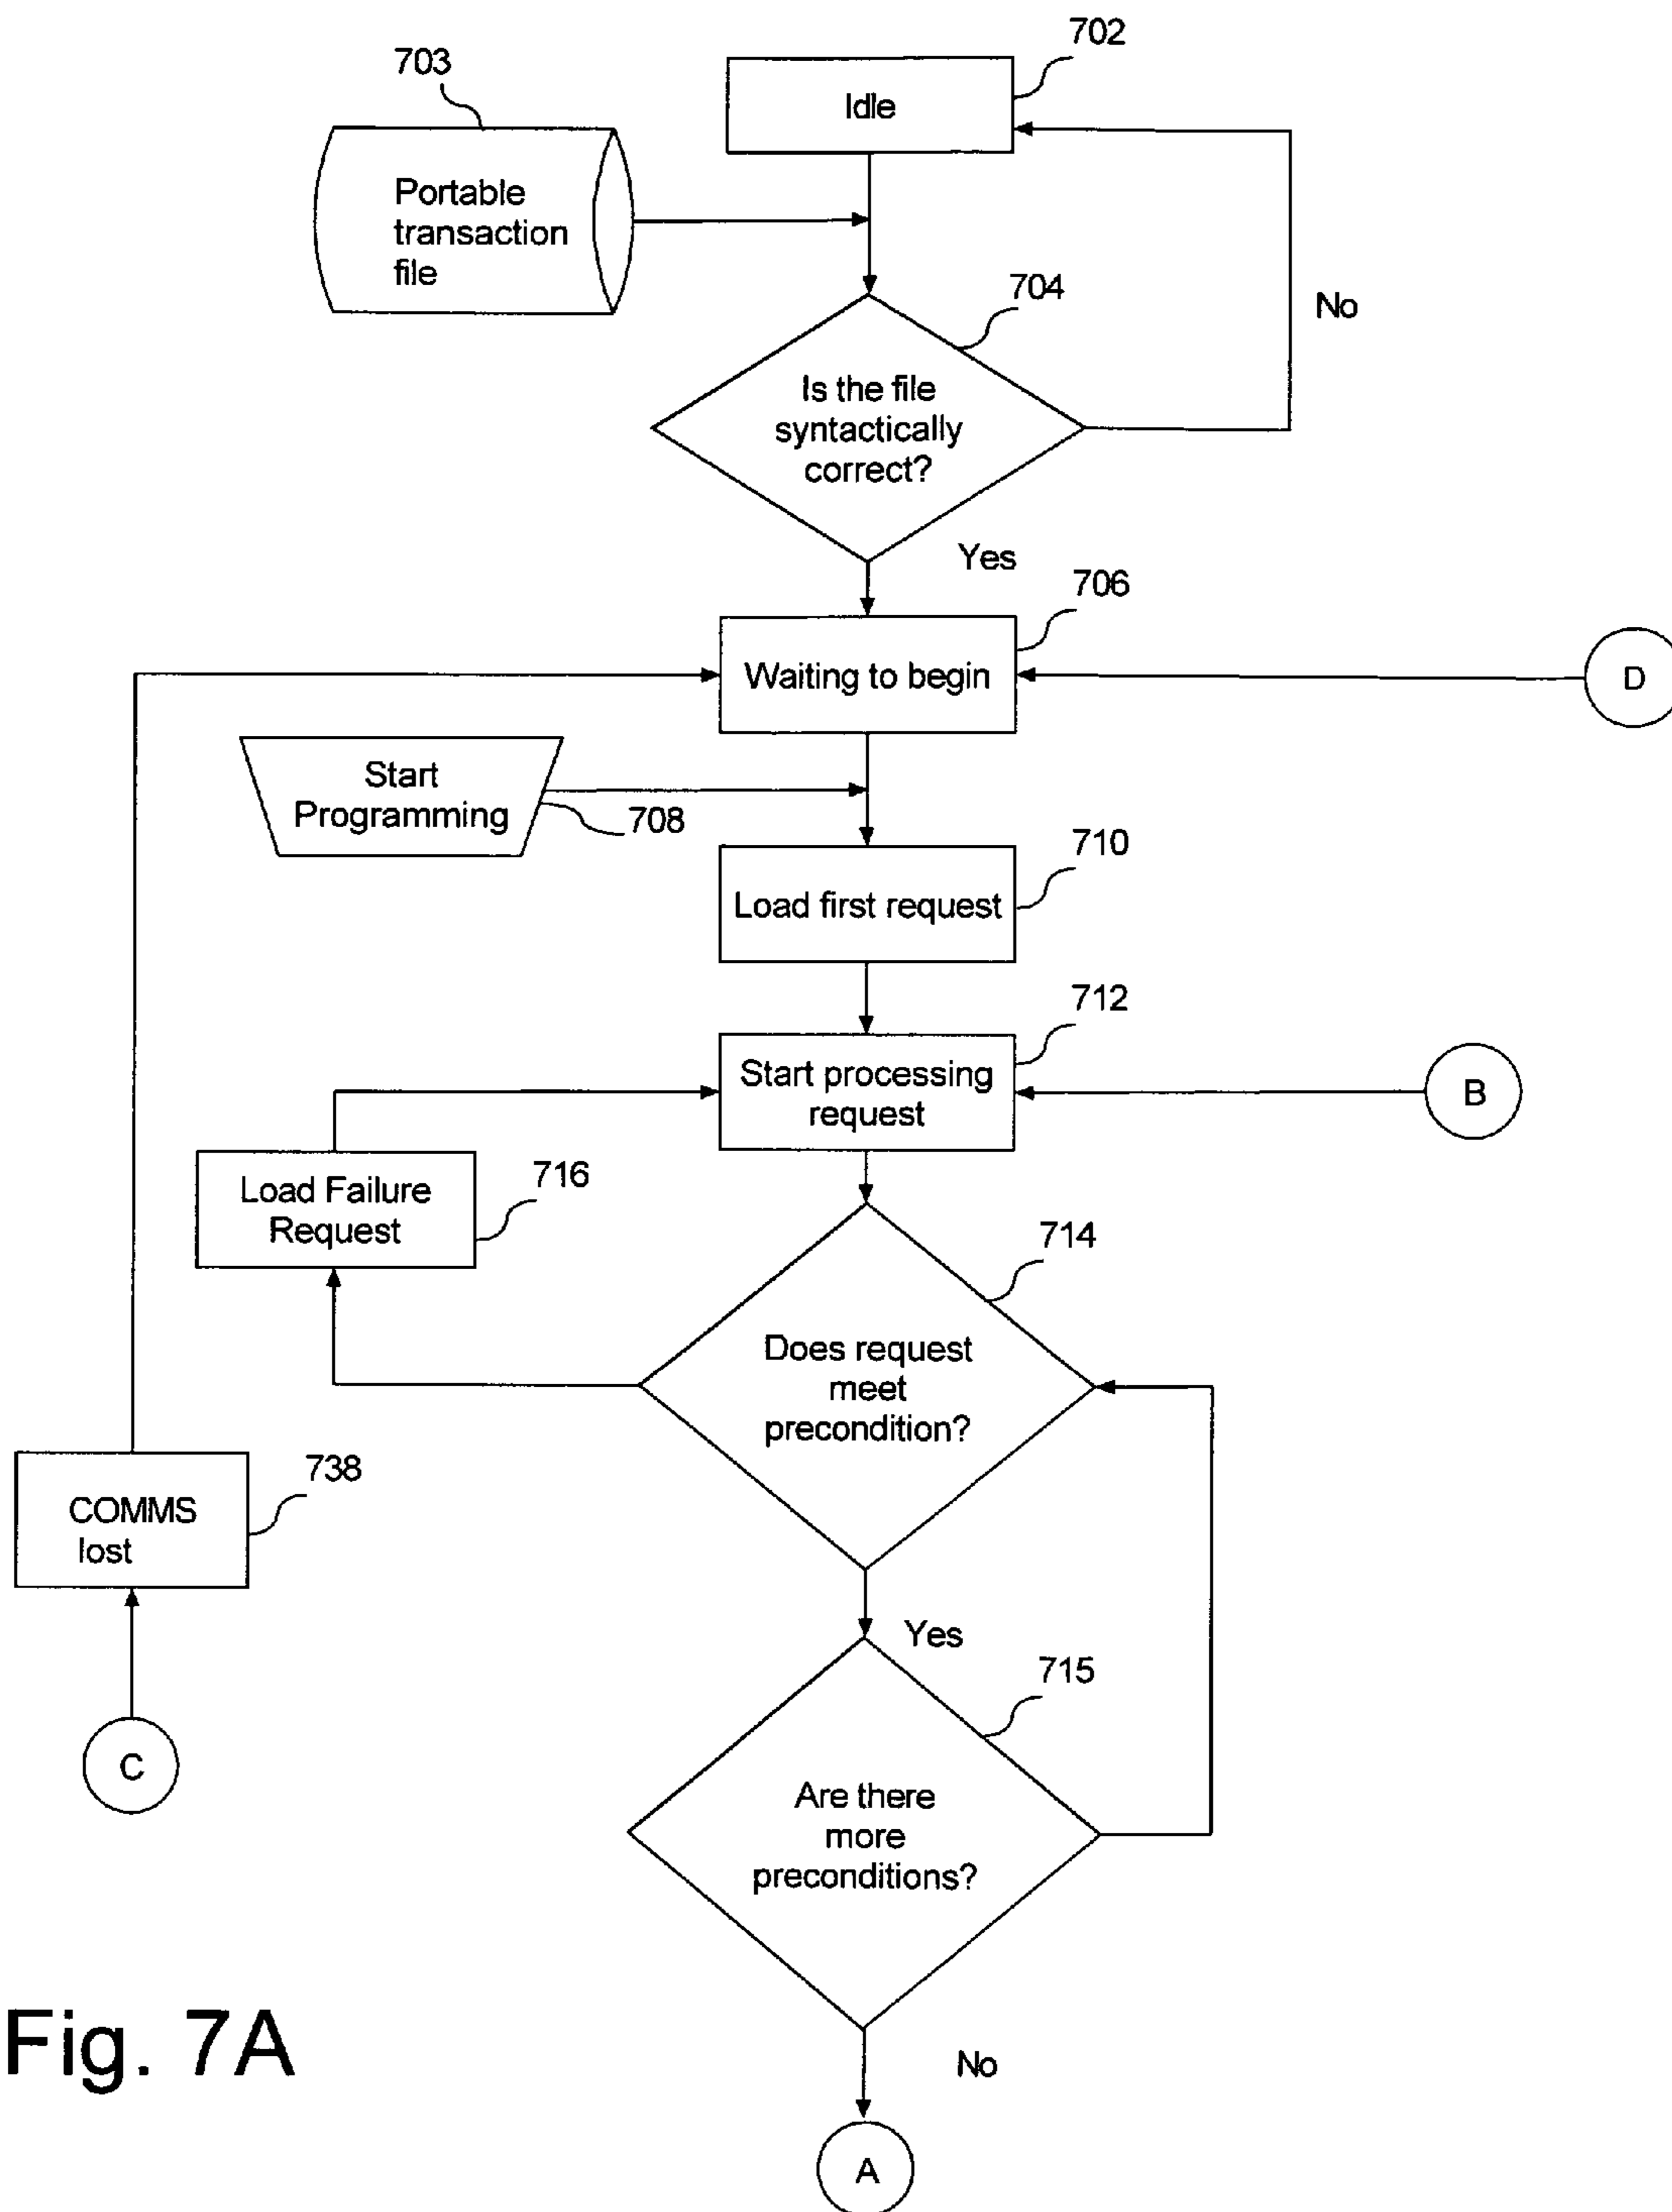 702
Idle
703
Portable
transaction
file
704
No
Is the file
syntactically
correct?
Yes
706
Waiting to begin
D
Start
Programming
708
710
Load first request
712
Start processing
request
B
Load Failure
Request
716
714
Does request
meet
precondition?
738
COMMS
lost
Yes
715
C
Are there
more
preconditions?
Fig. 7A
No
A